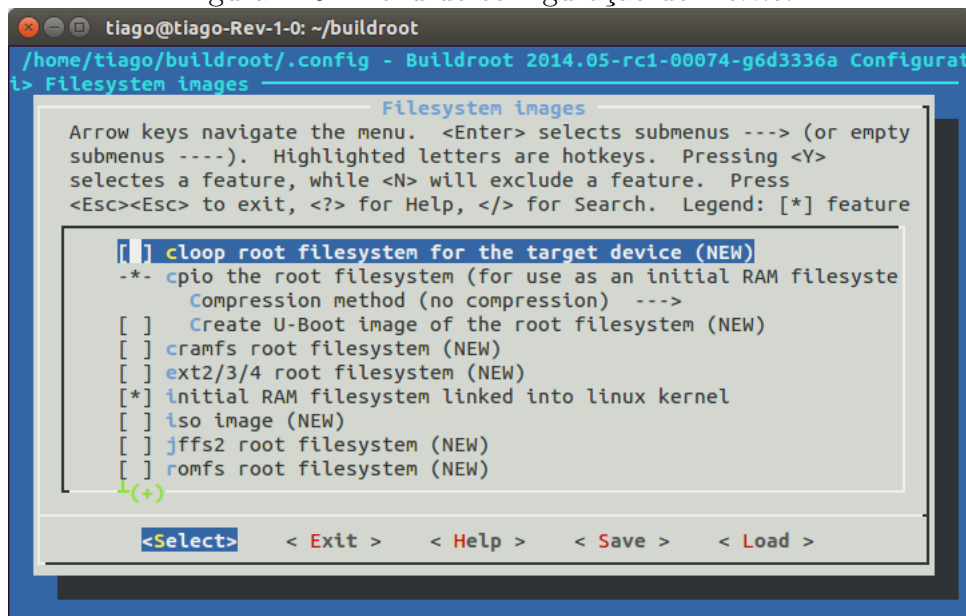 tiago@tiago-Rev-1-0: ~/buildroot
/home/tiago/buildroot/.config - Buildroot 2014.05-rc1-00074-g6d3336a Configurat
i> Filesystem images
Filesystem images
Arrow keys navigate the menu.  <Enter> selects submenus ---> (or empty
submenus ----).  Highlighted letters are hotkeys.  Pressing <Y>
selectes a feature, while <N> will exclude a feature.  Press
<Esc><Esc> to exit, <?> for Help, </> for Search.  Legend: [*] feature
[ ] cloop root filesystem for the target device (NEW)
-*- cpio the root filesystem (for use as an initial RAM filesyste
Compression method (no compression)  --->
[ ]   Create U-Boot image of the root filesystem (NEW)
[ ] cramfs root filesystem (NEW)
[ ] ext2/3/4 root filesystem (NEW)
[*] initial RAM filesystem linked into linux kernel
[ ] iso image (NEW)
[ ] jffs2 root filesystem (NEW)
[ ] romfs root filesystem (NEW)
┴(+)
<Select>    < Exit >    < Help >    < Save >    < Load >